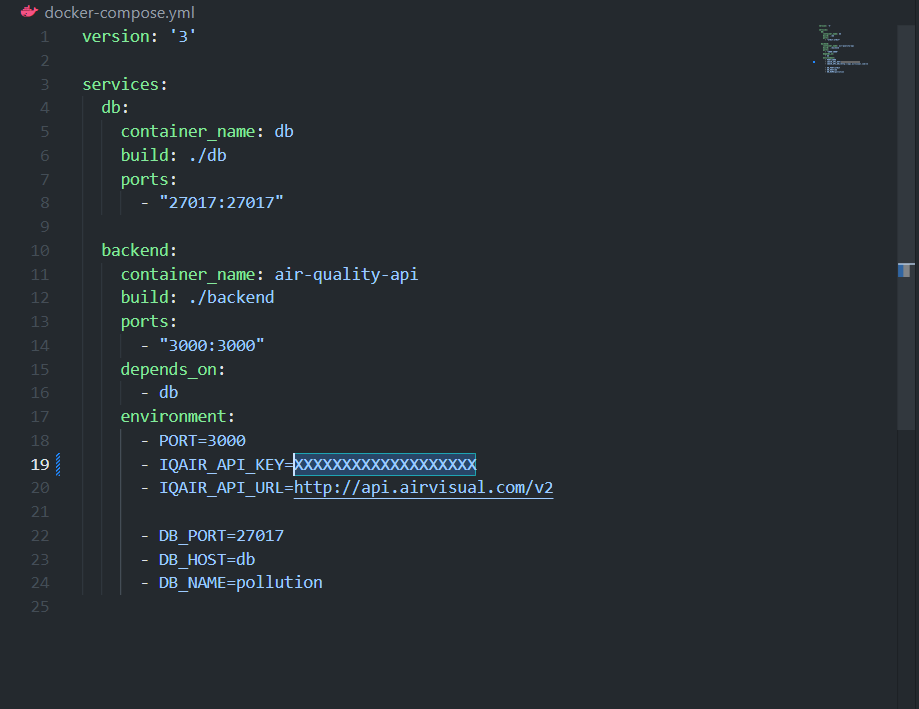 docker-compose.yml
1 version: '3'
2
3 services:
4 db:
5 container_name: db
6 build: ./db
7 ports:
8 - "27017:27017"
9
10 backend:
11 container_name: air-quality-api
12 build: ./backend
13 ports:
14 - "3000:3000"
15 depends_on:
16 - db
17 environment:
18 - PORT=3000
19 - IQAIR_API_KEY=XXXXXXXXXXXXXXXXXXX
20 - IQAIR_API_URL=http://api.airvisual.com/v2
21
22 - DB_PORT=27017
23 - DB_HOST=db
24 - DB_NAME=pollution
25